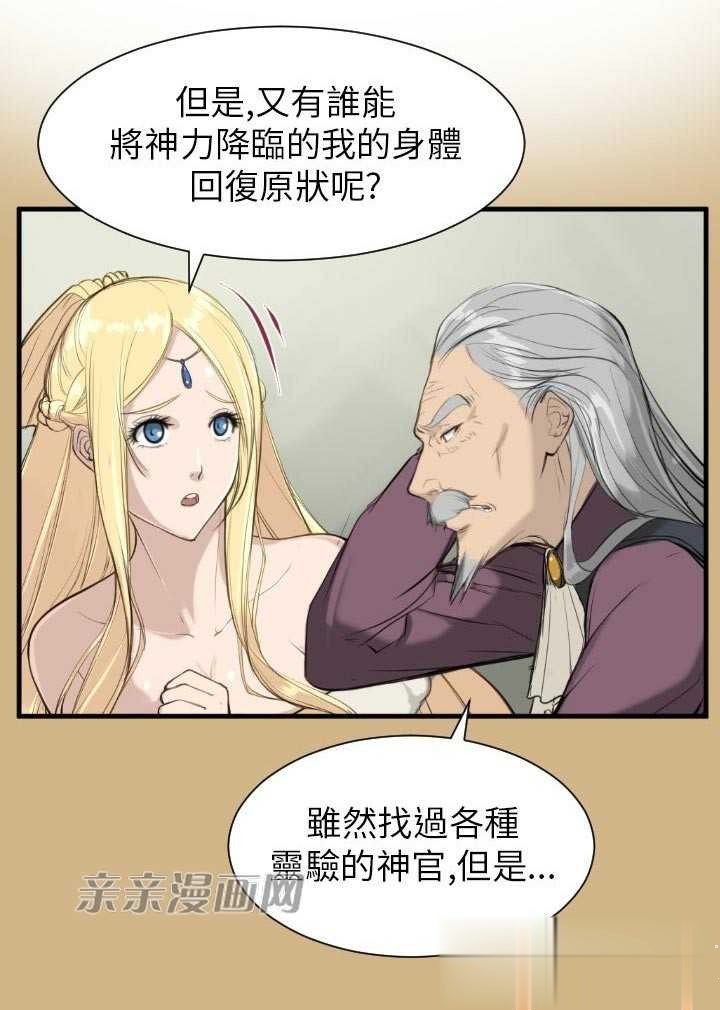 但是,又有誰能
將神力降臨的我的身體
回復原狀呢?
雖然找過各種
靈驗的神官,但是...
亲亲漫画网